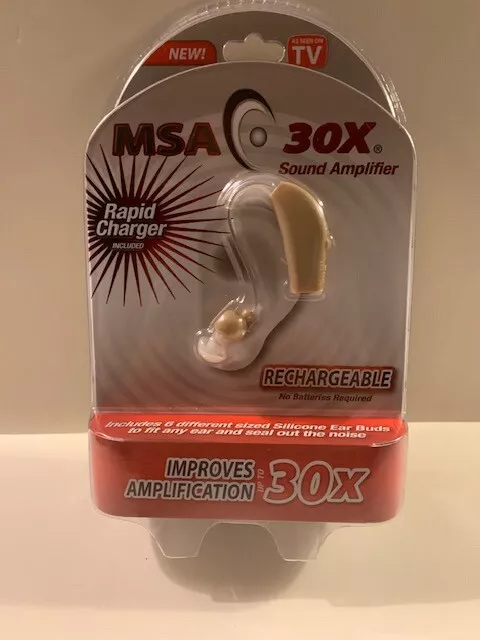 NEW!
AS SEEN ON
TV
MSA 30X®
Sound Amplifier
Rapid
Charger
INCLUDED
RECHARGEABLE
No Batteries Required
Includes 6 different sized Silicone Ear Buds
to fit any ear and seal out the noise
IMPROVES
AMPLIFICATION
UP TO
30x